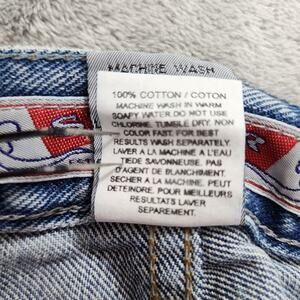 MACHINE WASH
100% COTTON / COTON
MACHINE WASH IN WARM
SOAPY WATER DO NOT USE
CHLORINE. TUMBLE DRY. NON
COLOR FAST. FOR BEST
RESULTS WASH SEPARATELY.
LAVER A LA MACHINE A L'EAU
TIEDE SAVONNEUSE. PAS
D'AGENT DE BLANCHIMENT.
SECHER A LA MACHINE. PEUT
DETEINDRE. POUR MEILLEURS
RESULTATS LAVER
SEPAREMENT.